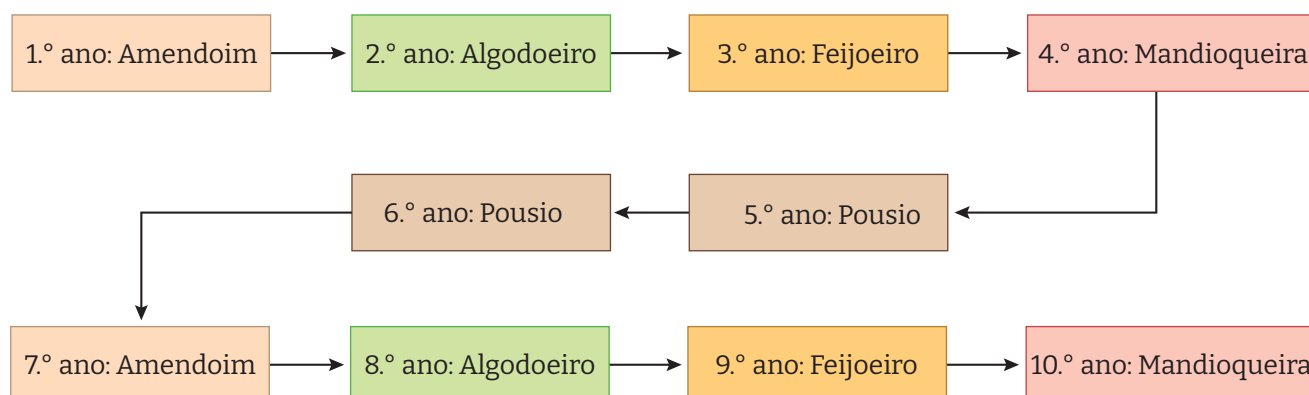 1.° ano: Amendoim
2.° ano: Algodoeiro
3.° ano: Feijoeiro
4.° ano: Mandioqueira
5.° ano: Pousio
6.° ano: Pousio
7.° ano: Amendoim
8.° ano: Algodoeiro
9.° ano: Feijoeiro
10.° ano: Mandioqueira